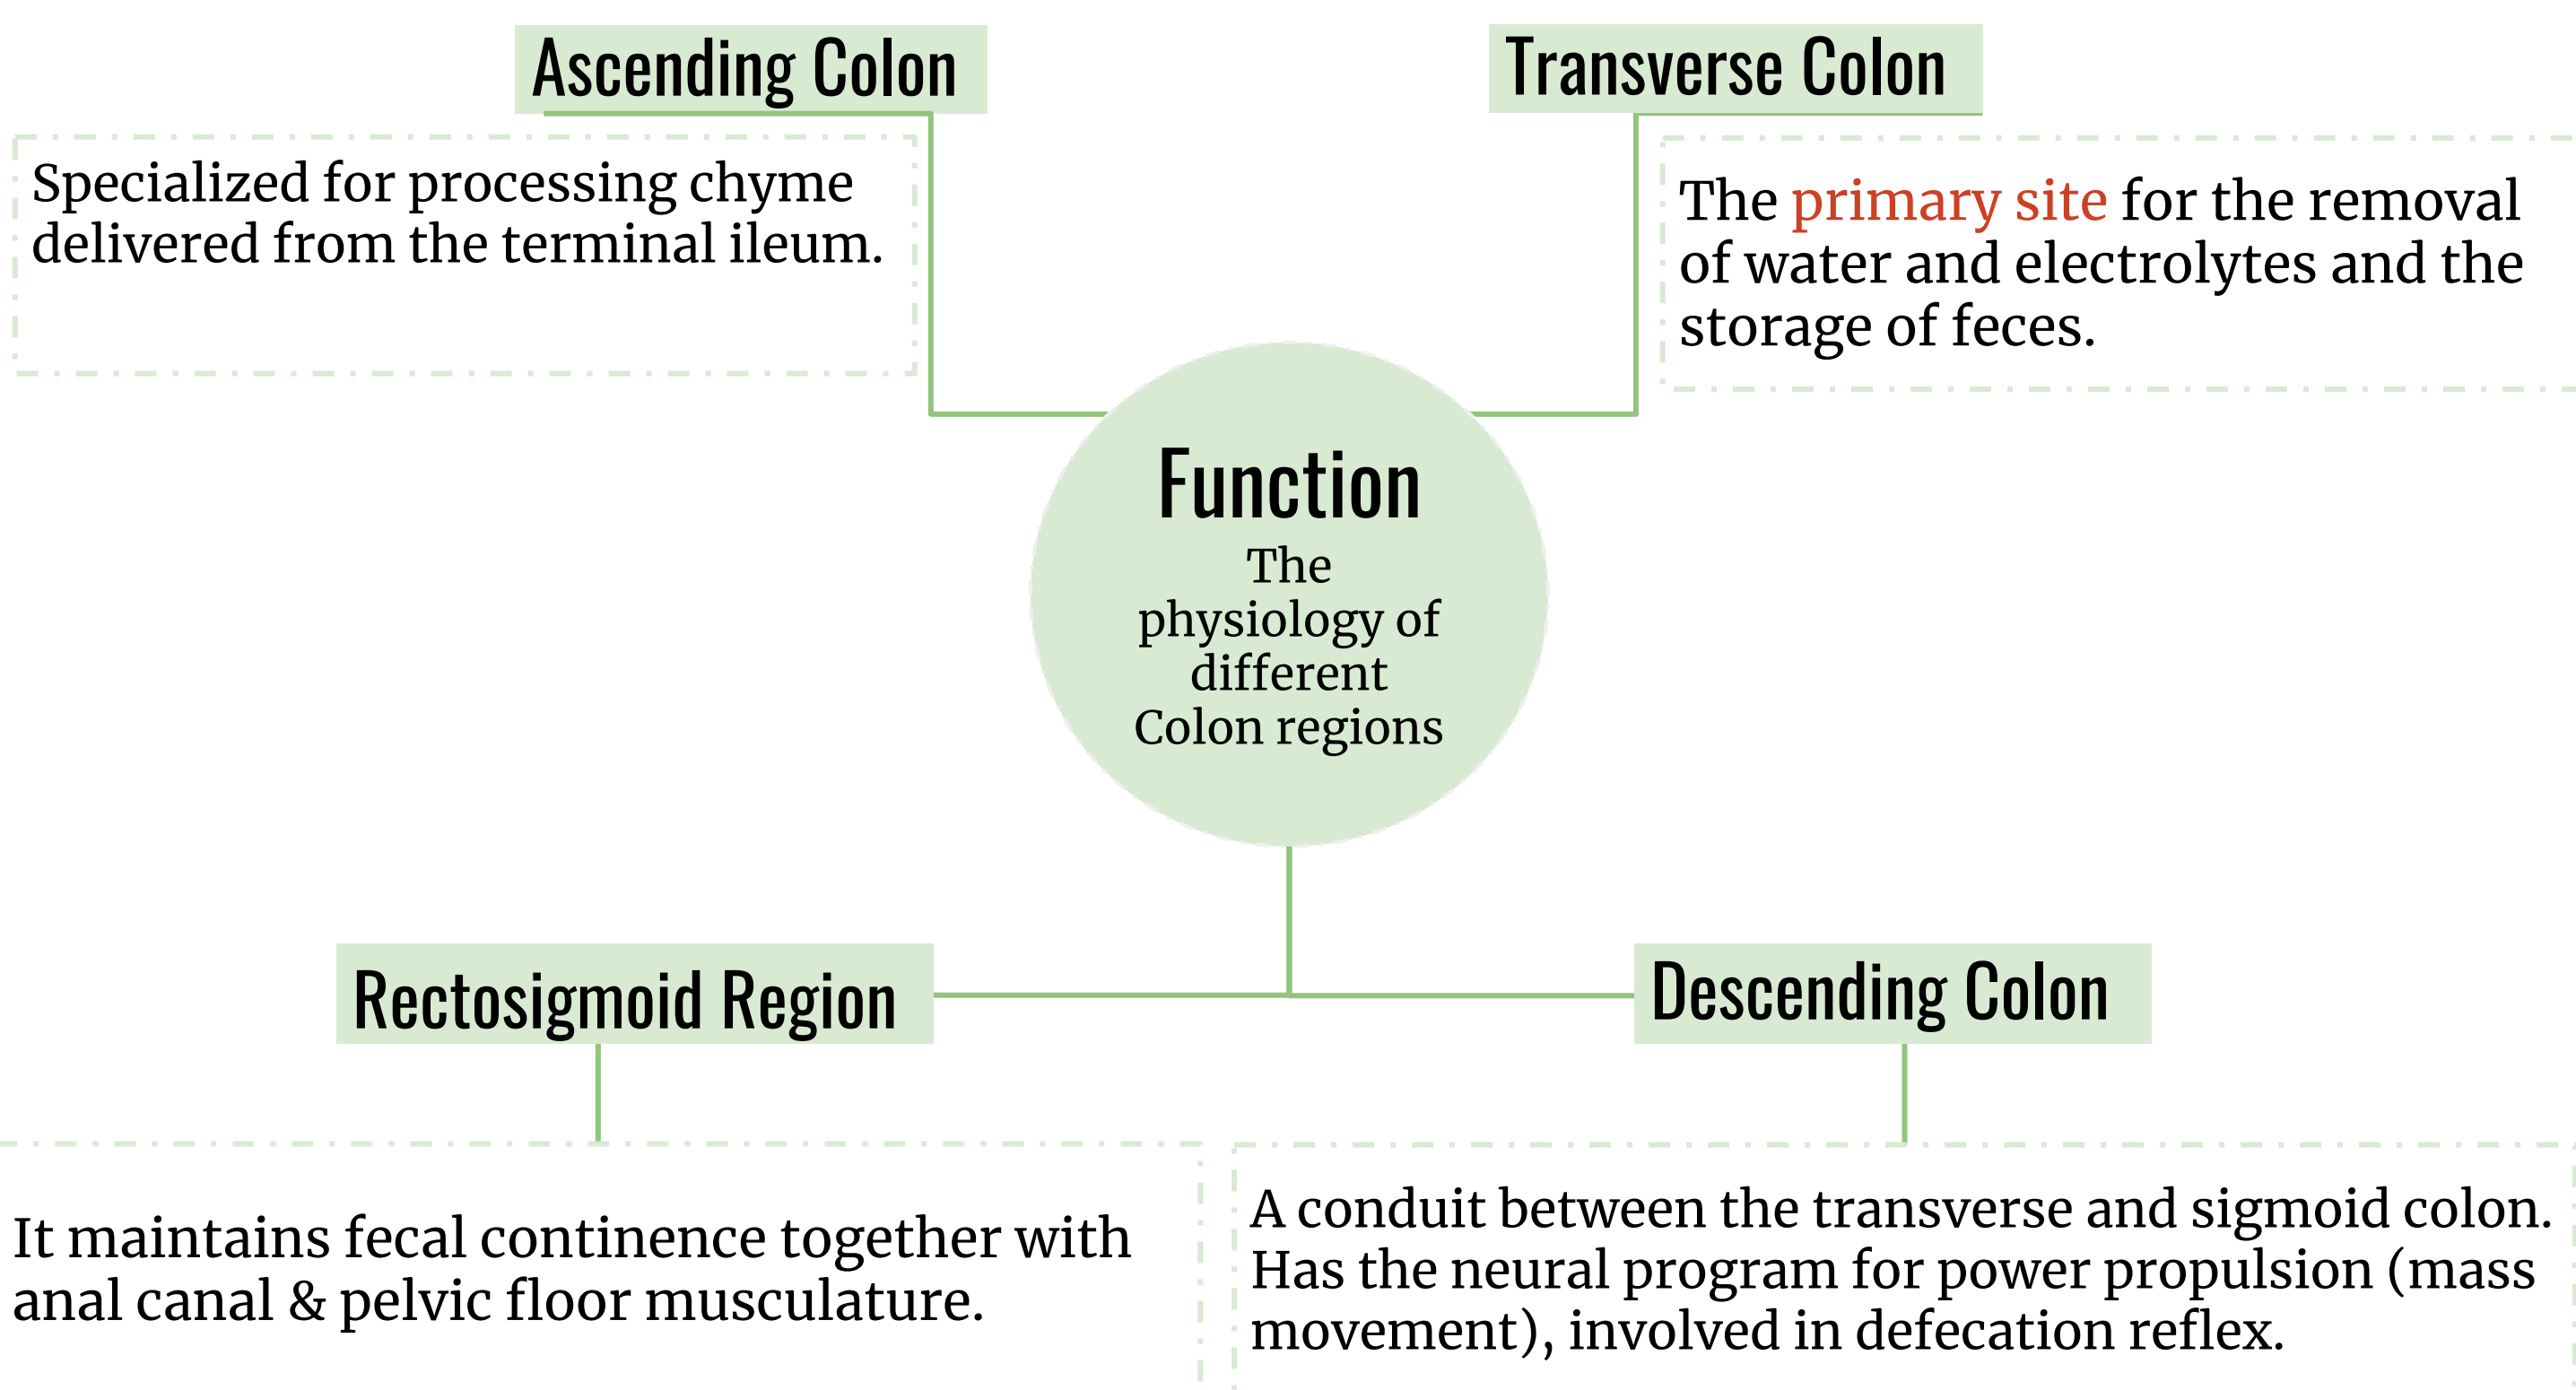 Ascending Colon
Specialized for processing chyme
delivered from the terminal ileum.
Transverse Colon
The primary site for the removal
of water and electrolytes and the
storage of feces.
Function
The
physiology of
different
Colon regions
Rectosigmoid Region
It maintains fecal continence together with
anal canal & pelvic floor musculature.
Descending Colon
A conduit between the transverse and sigmoid colon.
Has the neural program for power propulsion (mass
movement), involved in defecation reflex.